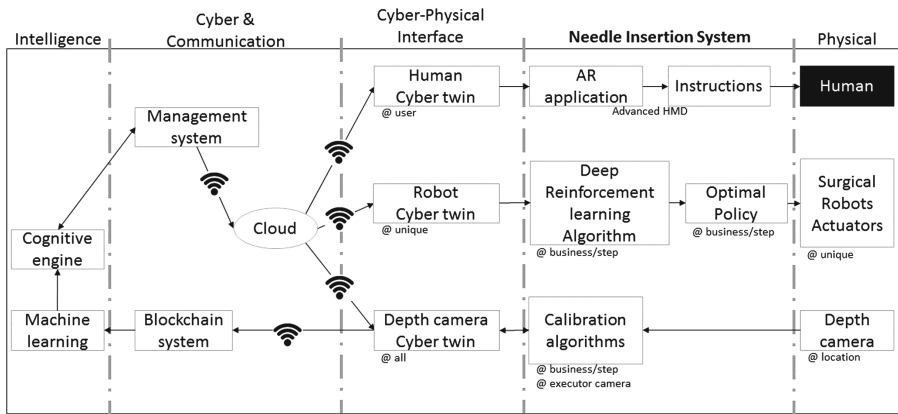 Intelligence
Cyber &
Communication
Cyber-Physical
Interface
Needle Insertion System
Physical
Human
Cyber twin
@ user
AR
application
Instructions
Advanced HMD
Human
Management
system
Cloud
Robot
Cyber twin
@ unique
Deep
Reinforcement
learning
Algorithm
@ business/step
Optimal
Policy
@ business/step
Surgical
Robots
Actuators
@ unique
Cognitive
engine
Machine
learning
Blockchain
system
Depth camera
Cyber twin
@ all
Calibration
algorithms
@ business/step
@ executor camera
Depth
camera
@ location